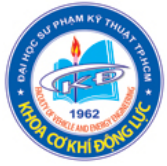 ĐẠI HỌC SƯ PHẠM KỸ THUẬT TP.HCM
FACULTY OF VEHICLE AND ENERGY ENGINEERING
1962
KHOA CƠ KHÍ ĐỘNG LỰC